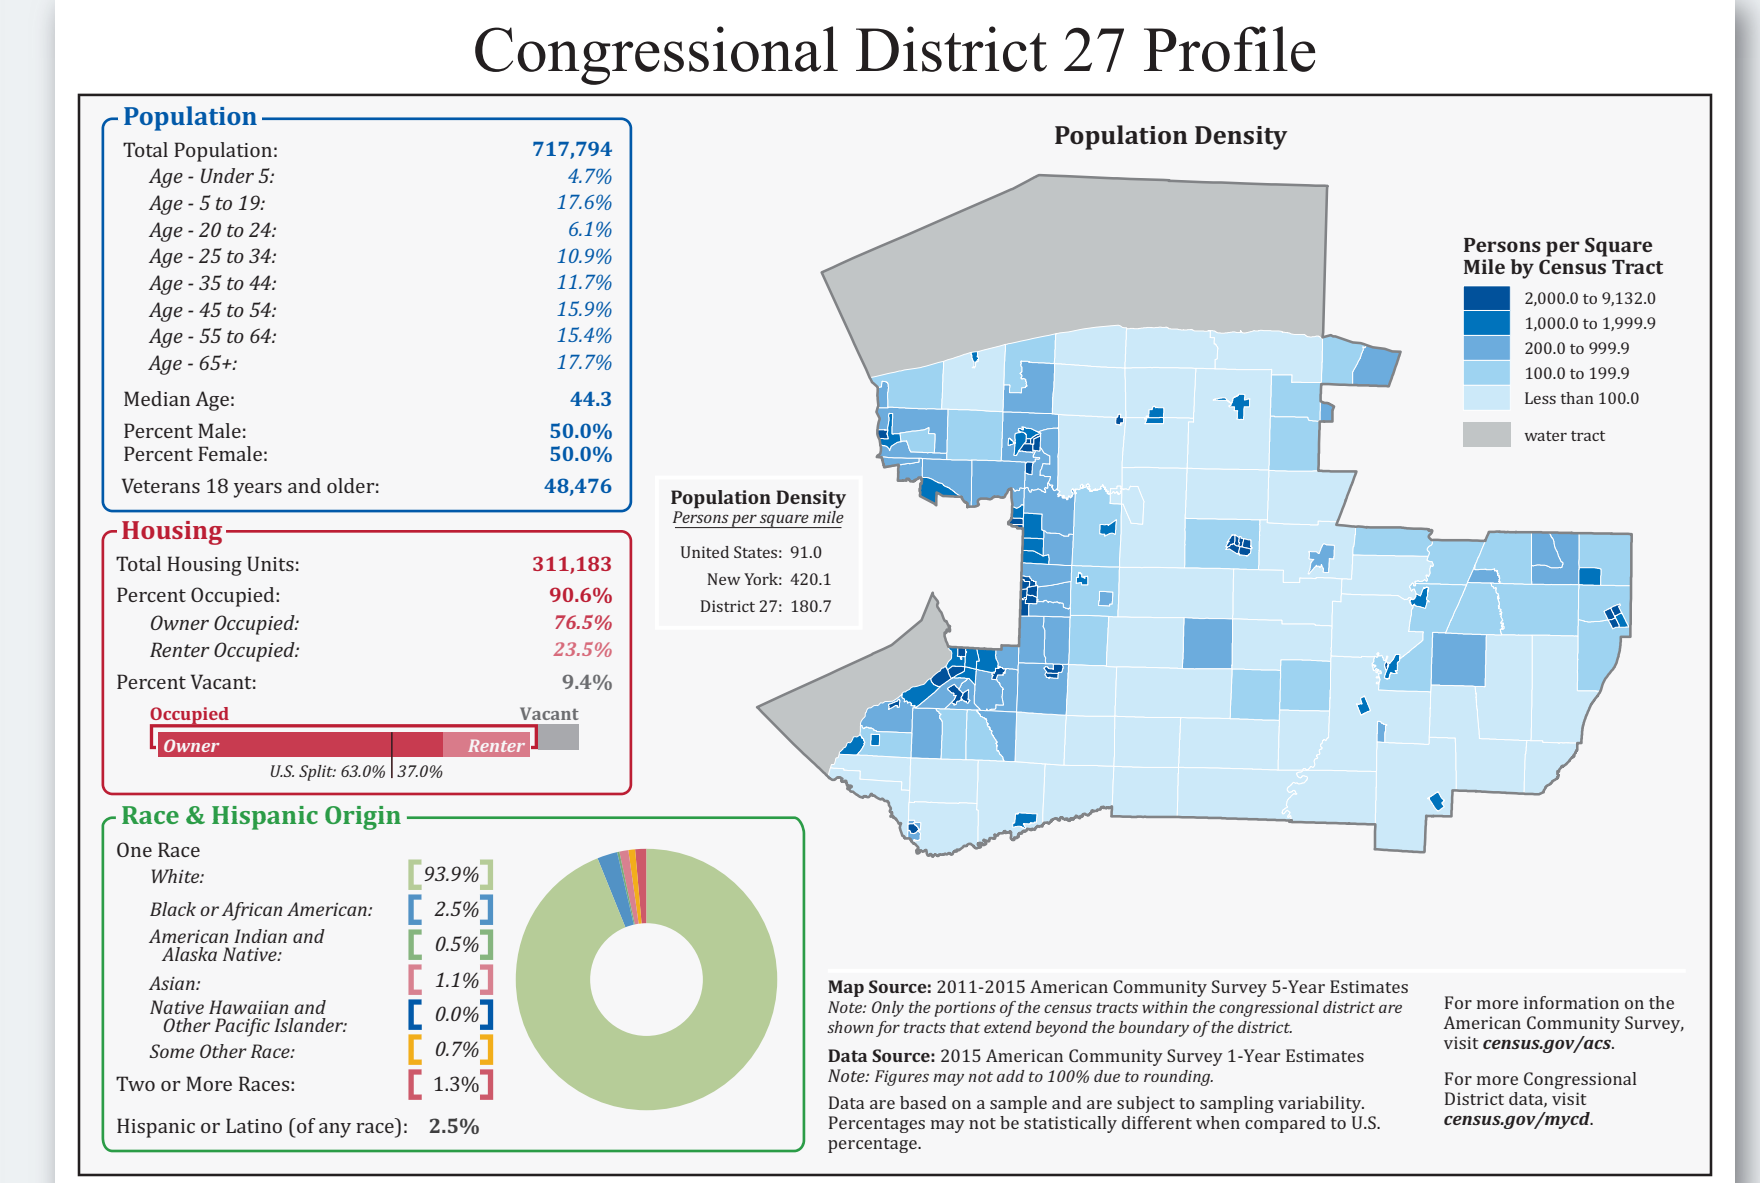 Congressional District 27 Profile
Population
Total Population: 717,794
Age - Under 5: 4.7%
Age - 5 to 19: 17.6%
Age - 20 to 24: 6.1%
Age - 25 to 34: 10.9%
Age - 35 to 44: 11.7%
Age - 45 to 54: 15.9%
Age - 55 to 64: 15.4%
Age - 65+: 17.7%
Median Age: 44.3
Percent Male: 50.0%
Percent Female: 50.0%
Veterans 18 years and older: 48,476
Housing
Total Housing Units: 311,183
Percent Occupied: 90.6%
Owner Occupied: 76.5%
Renter Occupied: 23.5%
Percent Vacant: 9.4%
Occupied Vacant
Owner Renter
U.S. Split: 63.0% 37.0%
Race & Hispanic Origin
One Race
White: 93.9%
Black or African American: 2.5%
American Indian and
Alaska Native: 0.5%
Asian: 1.1%
Native Hawaiian and
Other Pacific Islander: 0.0%
Some Other Race: 0.7%
Two or More Races: 1.3%
Hispanic or Latino (of any race): 2.5%
Population Density
Persons per Square
Mile by Census Tract
2,000.0 to 9,132.0
1,000.0 to 1,999.9
200.0 to 999.9
100.0 to 199.9
Less than 100.0
water tract
Population Density
Persons per square mile
United States: 91.0
New York: 420.1
District 27: 180.7
Map Source: 2011-2015 American Community Survey 5-Year Estimates
Note: Only the portions of the census tracts within the congressional district are
shown for tracts that extend beyond the boundary of the district.
Data Source: 2015 American Community Survey 1-Year Estimates
Note: Figures may not add to 100% due to rounding.
Data are based on a sample and are subject to sampling variability.
Percentages may not be statistically different when compared to U.S.
percentage.
For more information on the
American Community Survey,
visit census.gov/acs.
For more Congressional
District data, visit
census.gov/mycd.